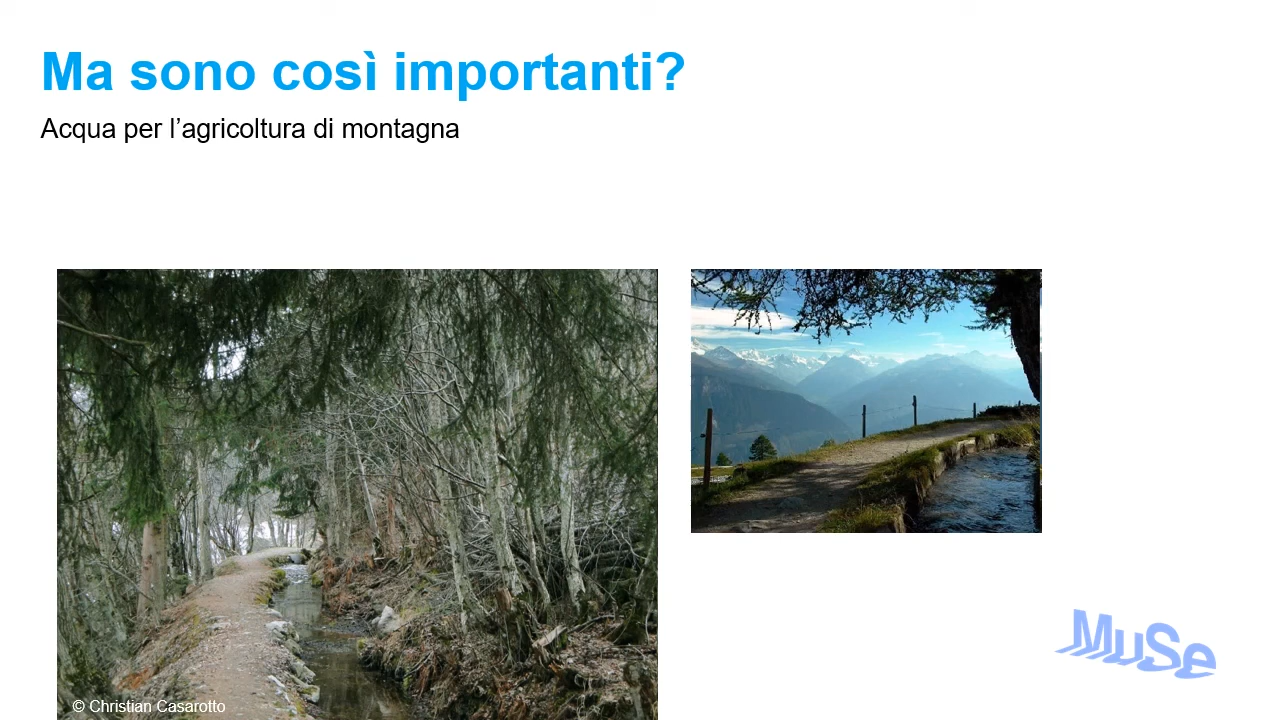 Ma sono così importanti?
Acqua per l’agricoltura di montagna
© Christian Casarotto
MuSe